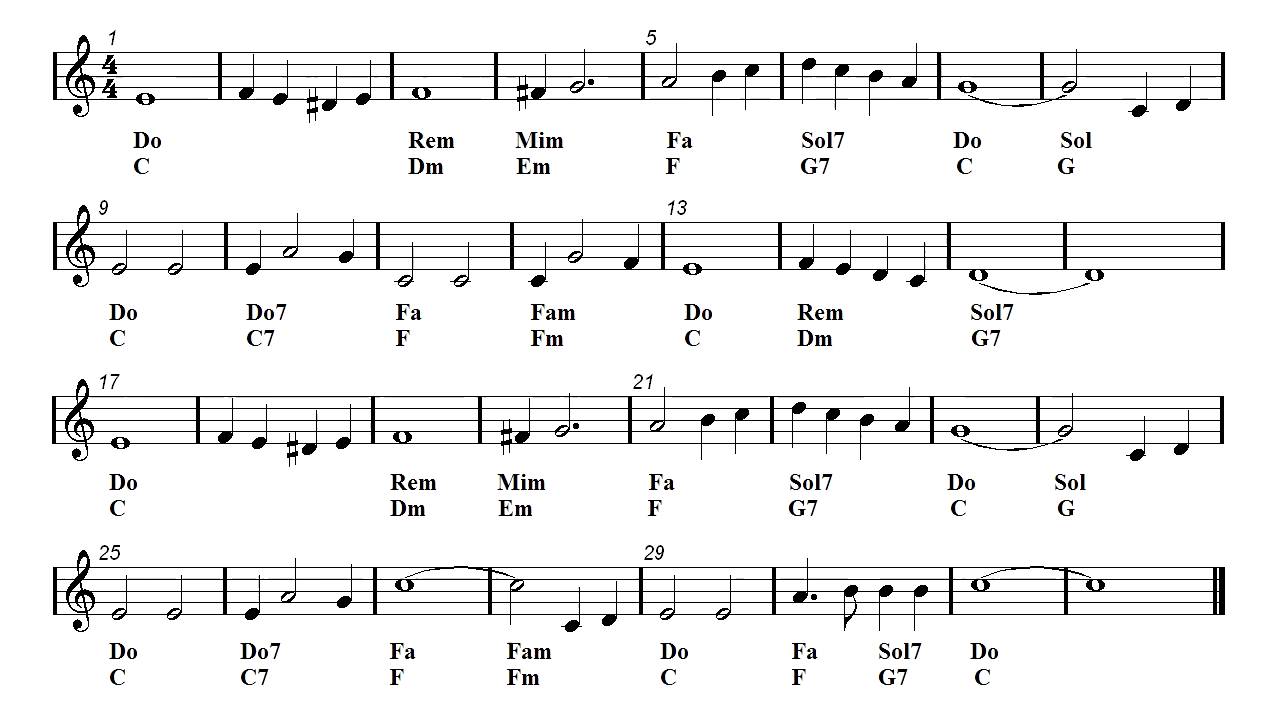 1 5
4
4
Do Rem Mim Fa Sol7 Do Sol
C Dm Em F G7 C G
9 13
Do Do7 Fa Fam Do Rem Sol7
C C7 F Fm C Dm G7
17 21
Do Rem Mim Fa Sol7 Do Sol
C Dm Em F G7 C G
25 29
Do Do7 Fa Fam Do Fa Sol7 Do
C C7 F Fm C F G7 C